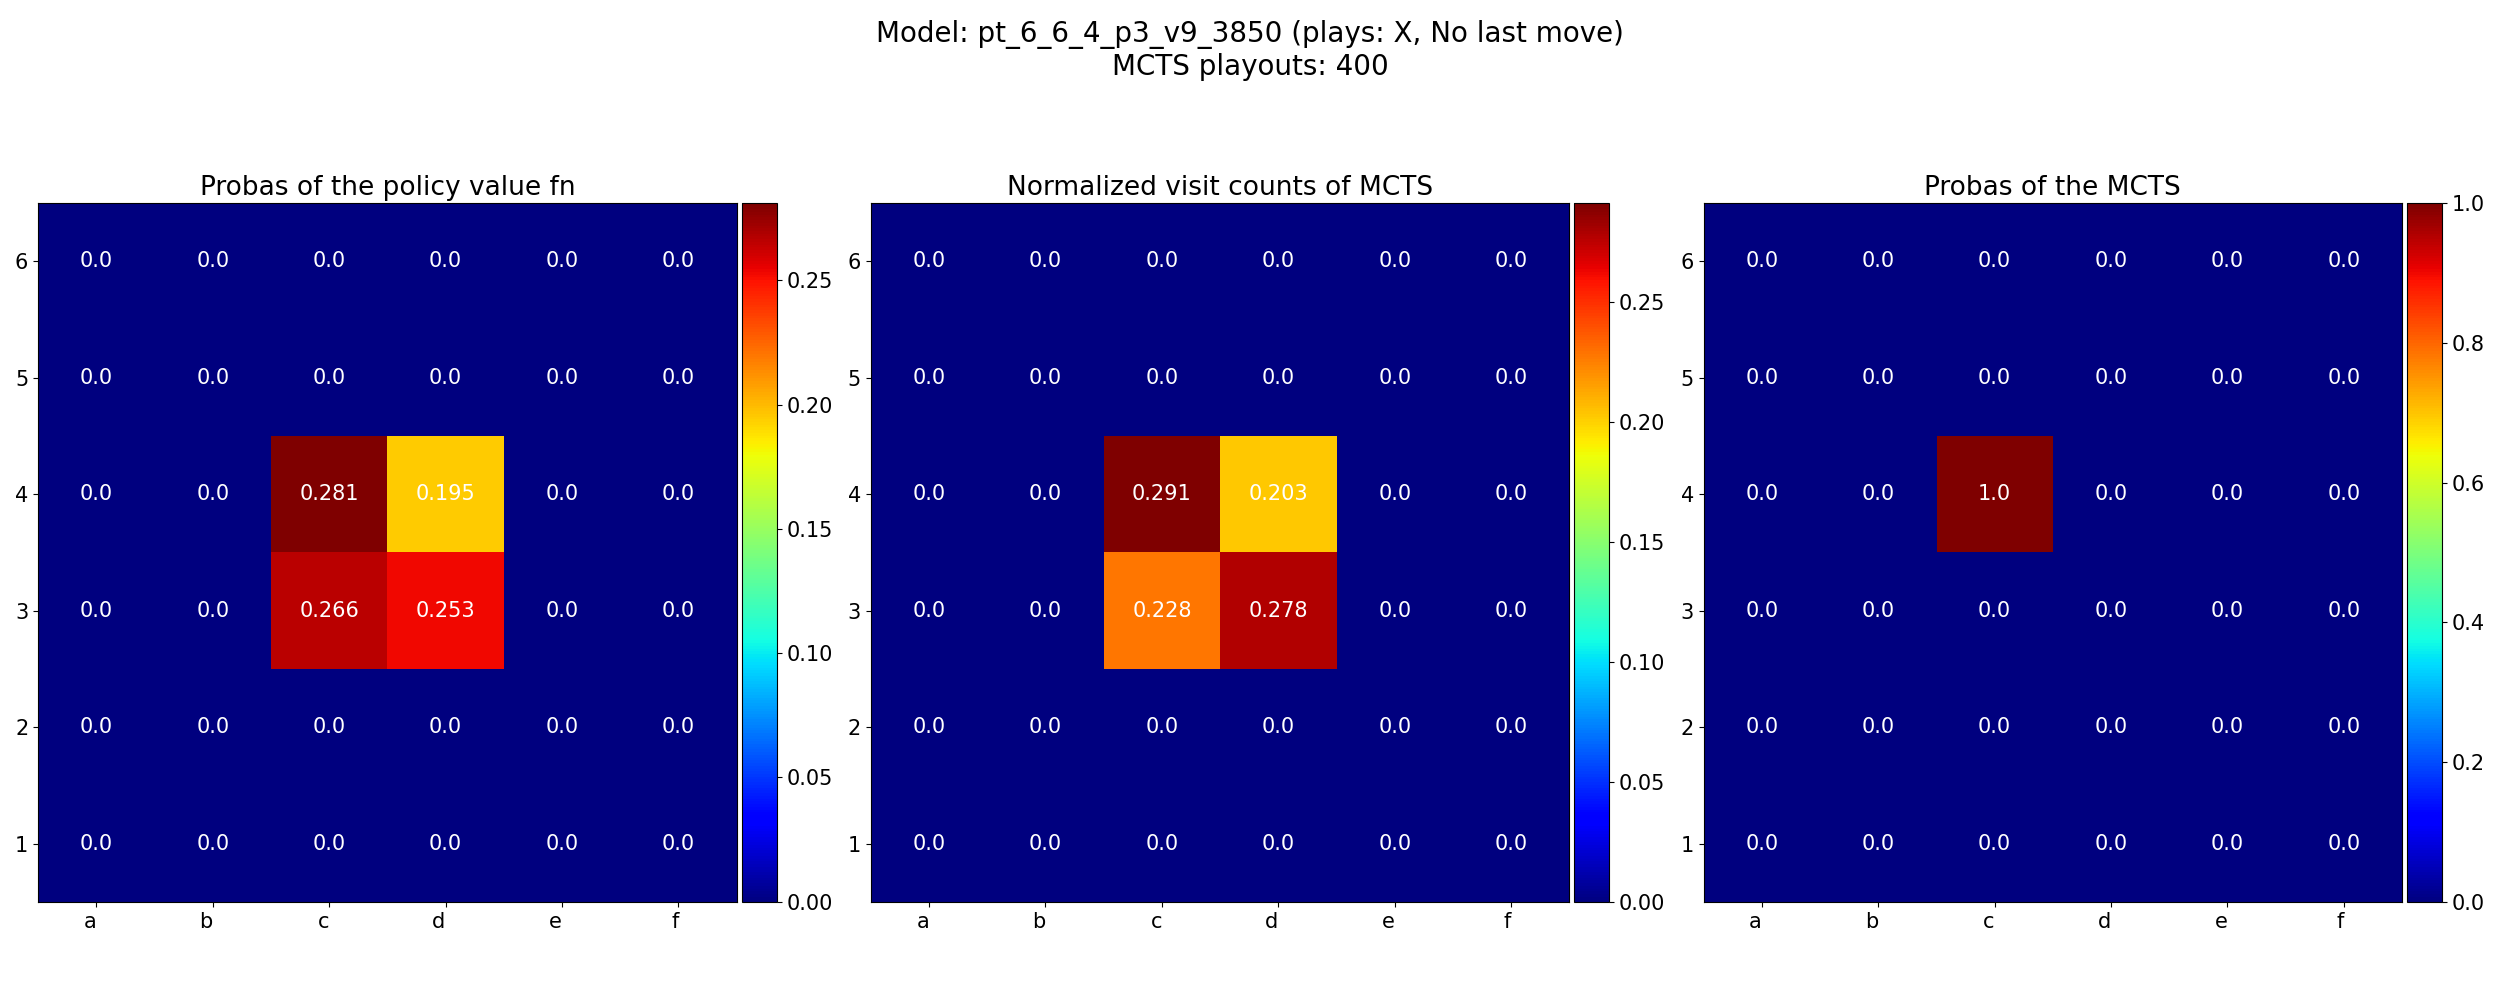 Model: pt_6_6_4_p3_v9_3850 (plays: X, No last move)
MCTS playouts: 400
Probas of the policy value fn
6 0.0 0.0 0.0 0.0 0.0 0.0
5 0.0 0.0 0.0 0.0 0.0 0.0
4 0.0 0.0 0.281 0.195 0.0 0.0
3 0.0 0.0 0.266 0.253 0.0 0.0
2 0.0 0.0 0.0 0.0 0.0 0.0
1 0.0 0.0 0.0 0.0 0.0 0.0
a b c d e f
0.25
0.20
0.15
0.10
0.05
0.00
Normalized visit counts of MCTS
6 0.0 0.0 0.0 0.0 0.0 0.0
5 0.0 0.0 0.0 0.0 0.0 0.0
4 0.0 0.0 0.291 0.203 0.0 0.0
3 0.0 0.0 0.228 0.278 0.0 0.0
2 0.0 0.0 0.0 0.0 0.0 0.0
1 0.0 0.0 0.0 0.0 0.0 0.0
a b c d e f
0.25
0.20
0.15
0.10
0.05
0.00
Probas of the MCTS
6 0.0 0.0 0.0 0.0 0.0 0.0
5 0.0 0.0 0.0 0.0 0.0 0.0
4 0.0 0.0 1.0 0.0 0.0 0.0
3 0.0 0.0 0.0 0.0 0.0 0.0
2 0.0 0.0 0.0 0.0 0.0 0.0
1 0.0 0.0 0.0 0.0 0.0 0.0
a b c d e f
1.0
0.8
0.6
0.4
0.2
0.0